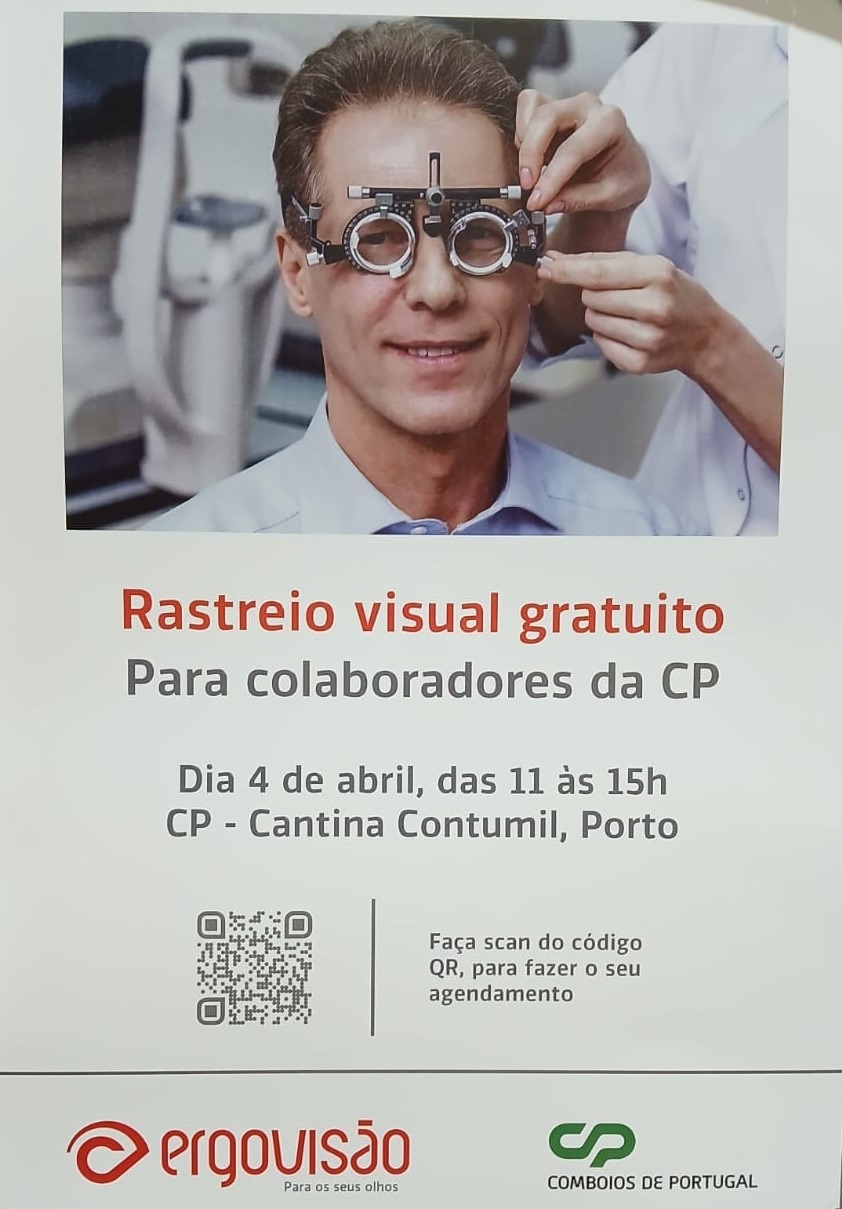 Rastreio visual gratuito
Para colaboradores da CP
Dia 4 de abril, das 11 às 15h
CP - Cantina Contumil, Porto
Faça scan do código
QR, para fazer o seu
agendamento
ergovisão
Para os seus olhos
CP
COMBOIOS DE PORTUGAL